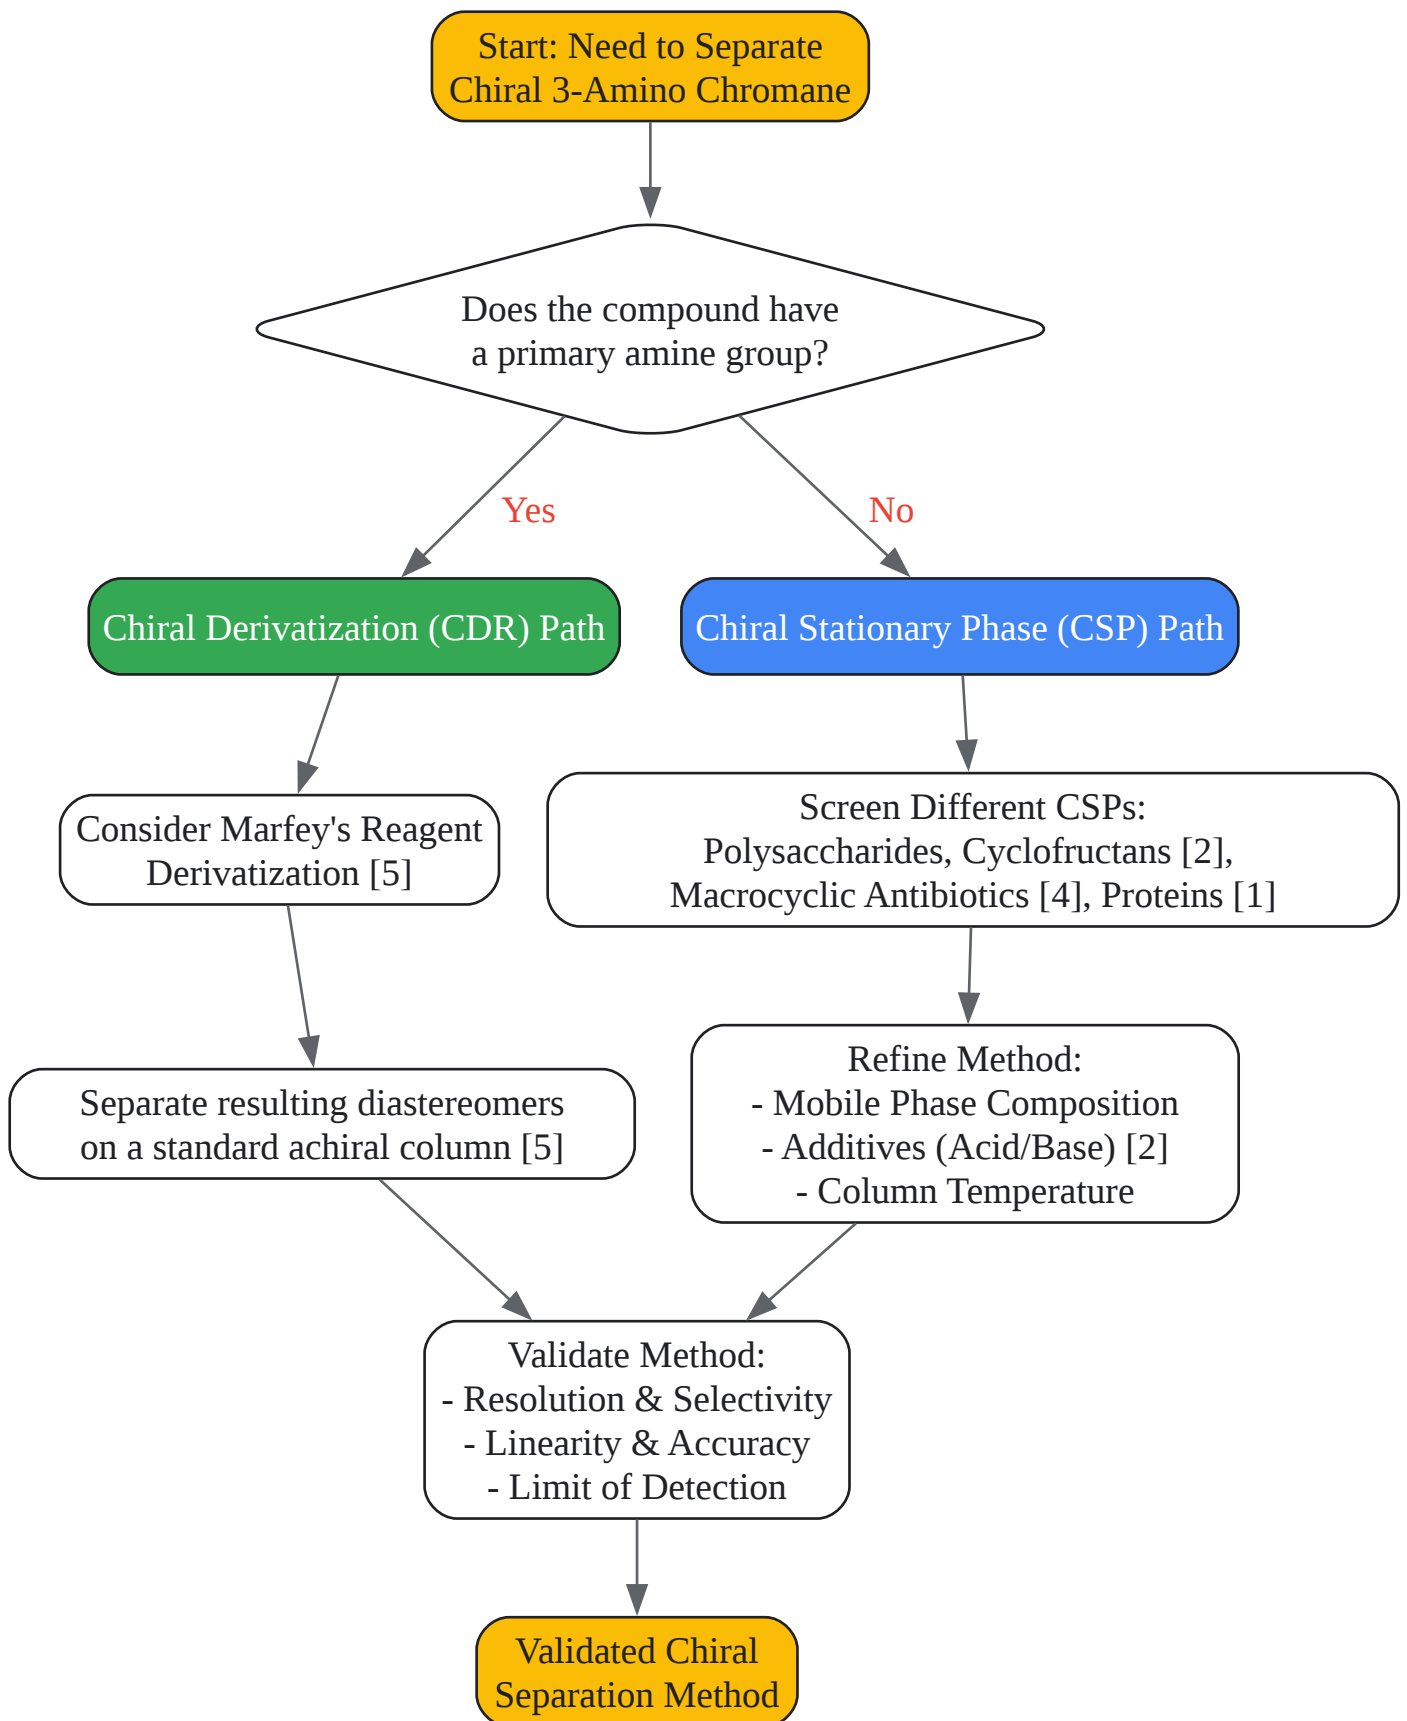 Start: Need to Separate
Chiral 3-Amino Chromane
Does the compound have
a primary amine group?
Yes
No
Chiral Derivatization (CDR) Path
Chiral Stationary Phase (CSP) Path
Consider Marfey's Reagent
Derivatization [5]
Screen Different CSPs:
Polysaccharides, Cyclofructans [2],
Macrocyclic Antibiotics [4], Proteins [1]
Separate resulting diastereomers
on a standard achiral column [5]
Refine Method:
- Mobile Phase Composition
- Additives (Acid/Base) [2]
- Column Temperature
Validate Method:
- Resolution & Selectivity
- Linearity & Accuracy
- Limit of Detection
Validated Chiral
Separation Method